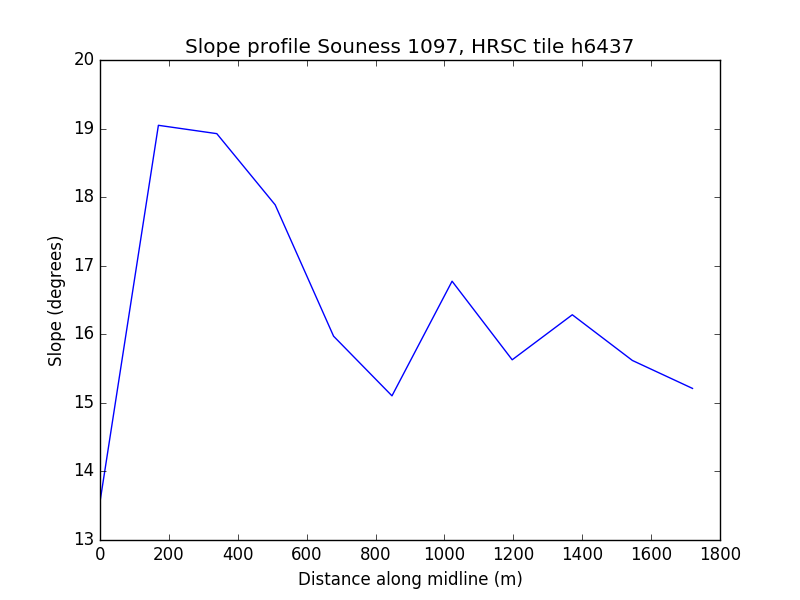 Slope profile Souness 1097, HRSC tile h6437
20
19
18
17
16
15
14
13
Slope (degrees)
0 200 400 600 800 1000 1200 1400 1600 1800
Distance along midline (m)